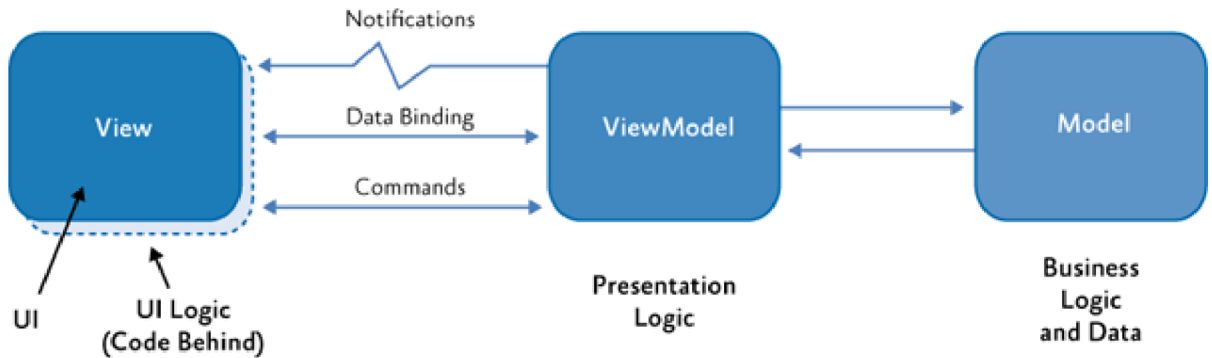 Notifications
View
Data Binding
ViewModel
Model
Commands
UI
UI Logic
(Code Behind)
Presentation
Logic
Business
Logic
and Data